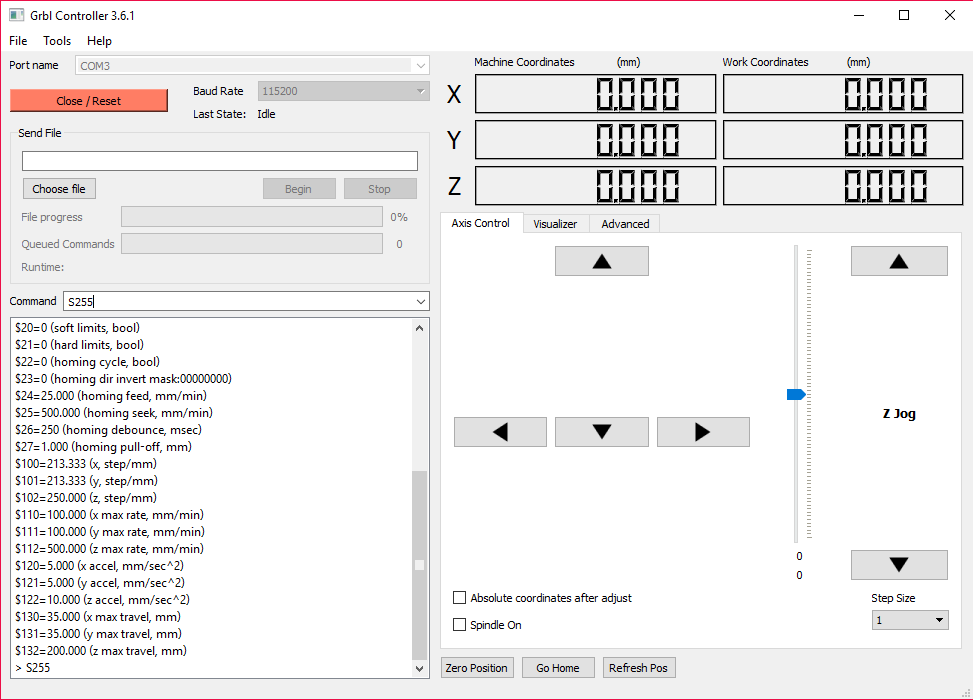 Grbl Controller 3.6.1
File Tools Help
Port name COM3
Close / Reset
Baud Rate 115200
Last State: Idle
Send File
Choose file Begin Stop
File progress 0%
Queued Commands 0
Runtime:
Command S255
$20=0 (soft limits, bool)
$21=0 (hard limits, bool)
$22=0 (homing cycle, bool)
$23=0 (homing dir invert mask:00000000)
$24=25.000 (homing feed, mm/min)
$25=500.000 (homing seek, mm/min)
$26=250 (homing debounce, msec)
$27=1.000 (homing pull-off, mm)
$100=213.333 (x, step/mm)
$101=213.333 (y, step/mm)
$102=250.000 (z, step/mm)
$110=100.000 (x max rate, mm/min)
$111=100.000 (y max rate, mm/min)
$112=500.000 (z max rate, mm/min)
$120=5.000 (x accel, mm/sec^2)
$121=5.000 (y accel, mm/sec^2)
$122=10.000 (z accel, mm/sec^2)
$130=35.000 (x max travel, mm)
$131=35.000 (y max travel, mm)
$132=200.000 (z max travel, mm)
> S255
Machine Coordinates (mm) Work Coordinates (mm)
X 0.000 0.000
Y 0.000 0.000
Z 0.000 0.000
Axis Control Visualizer Advanced
Z Jog
0
0
Absolute coordinates after adjust
Spindle On
Step Size
1
Zero Position Go Home Refresh Pos